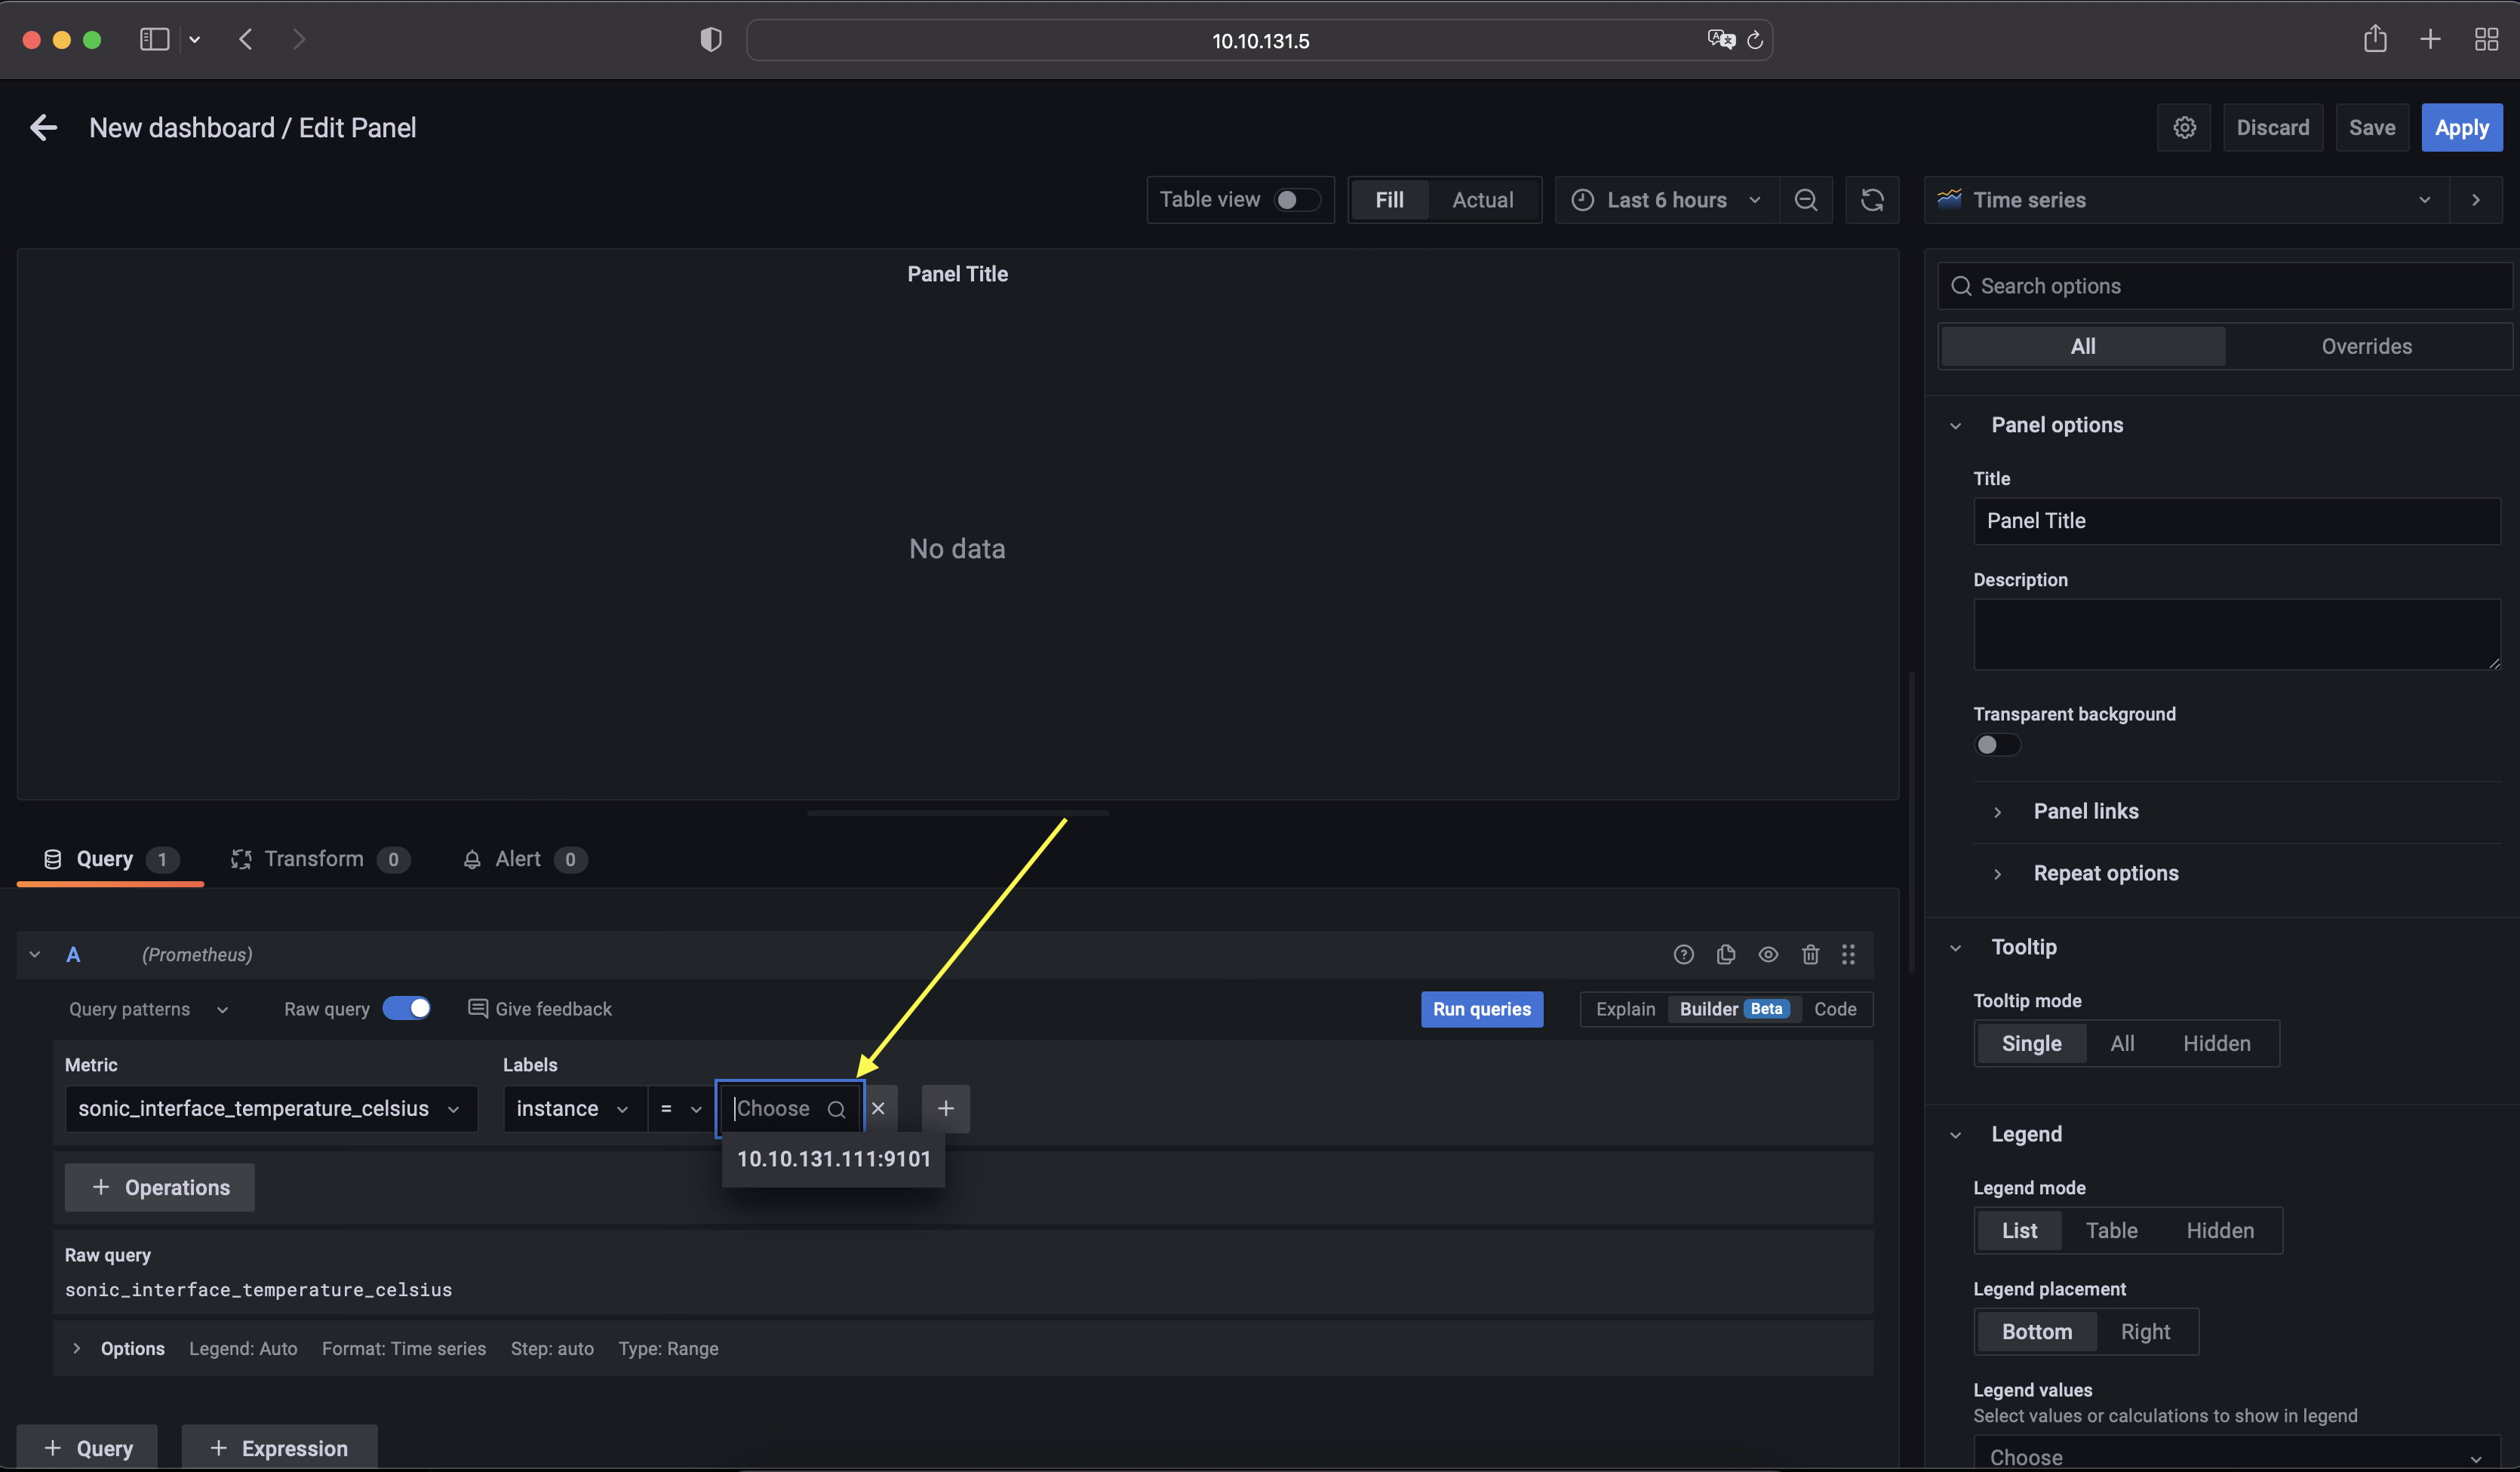 10.10.131.5
New dashboard / Edit Panel
Discard
Save
Apply
Table view
Fill
Actual
Last 6 hours
Time series
Panel Title
Search options
All
Overrides
Panel options
Title
Panel Title
No data
Description
Transparent background
Panel links
Repeat options
Query 1
Transform 0
Alert 0
Tooltip
Tooltip mode
Single
All
Hidden
A
(Prometheus)
Query patterns
Raw query
Give feedback
Run queries
Explain
Builder Beta
Code
Metric
Labels
sonic_interface_temperature_celsius
instance
=
Choose
10.10.131.111:9101
Operations
Raw query
sonic_interface_temperature_celsius
Options
Legend: Auto
Format: Time series
Step: auto
Type: Range
Query
Expression
Legend
Legend mode
List
Table
Hidden
Legend placement
Bottom
Right
Legend values
Select values or calculations to show in legend
Choose